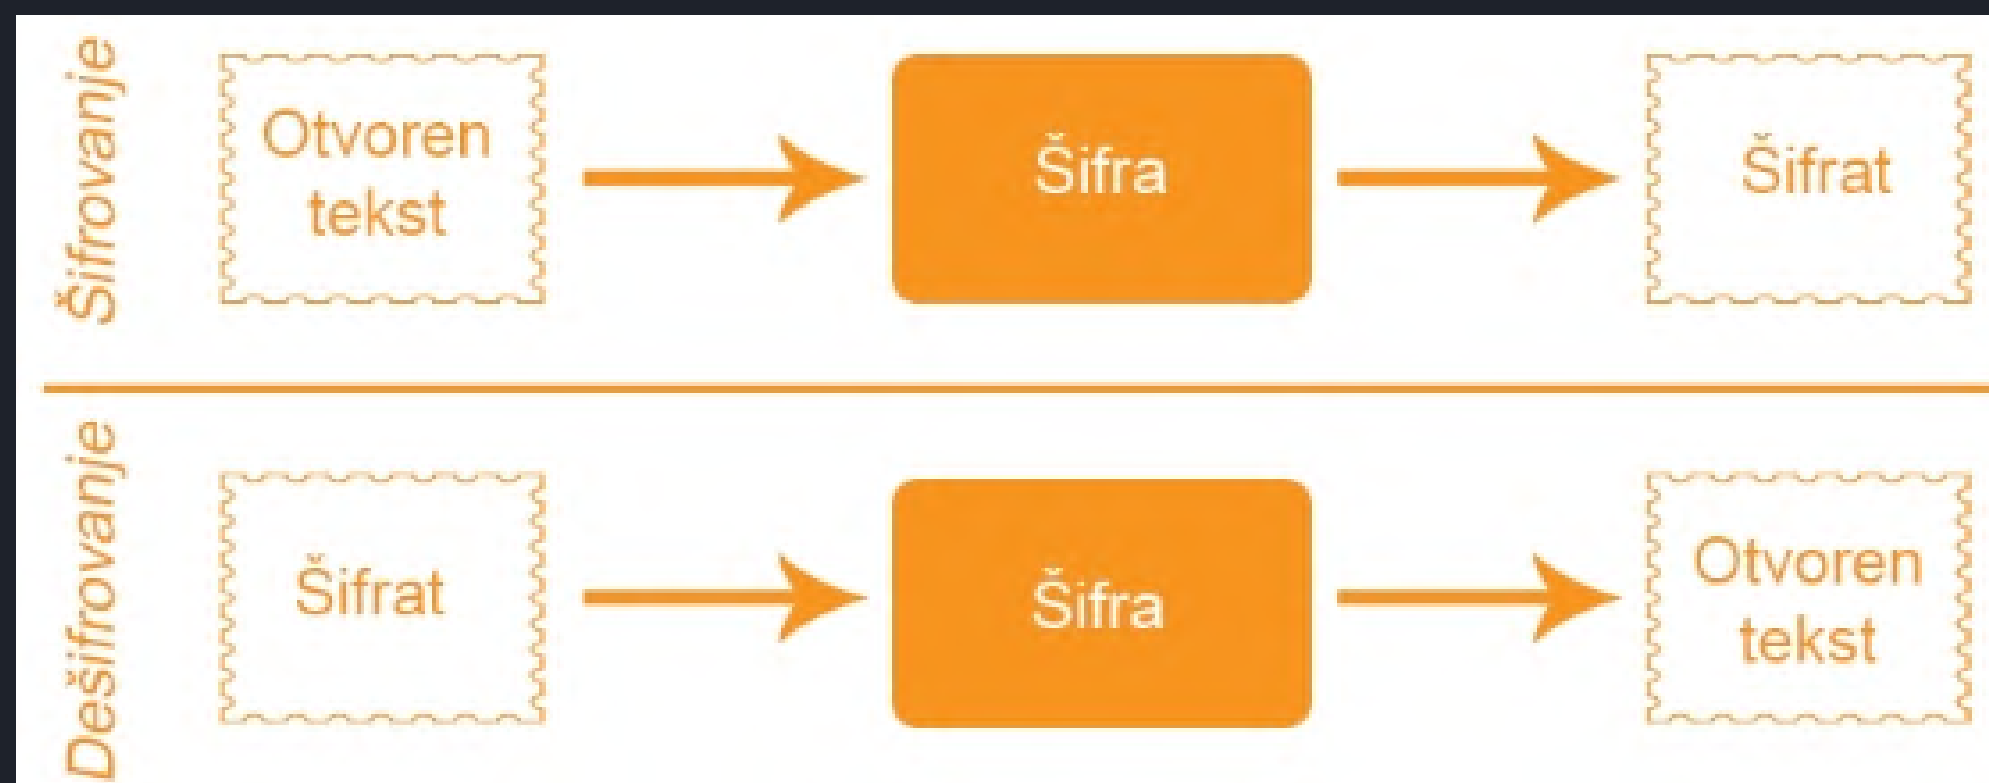 Šifrovanje
Otvoren
tekst
Šifra
Šifrat
Dešifrovanje
Šifrat
Šifra
Otvoren
tekst